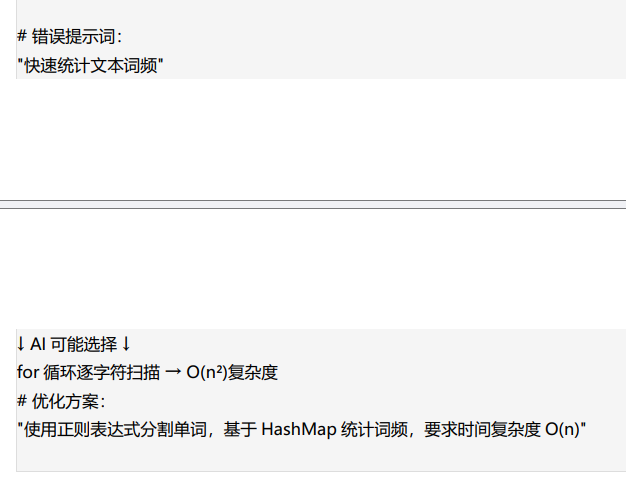 # 错误提示词：
"快速统计文本词频"
↓ AI 可能选择 ↓
for 循环逐字符扫描 → O(n²)复杂度
# 优化方案：
"使用正则表达式分割单词，基于 HashMap 统计词频，要求时间复杂度 O(n)"